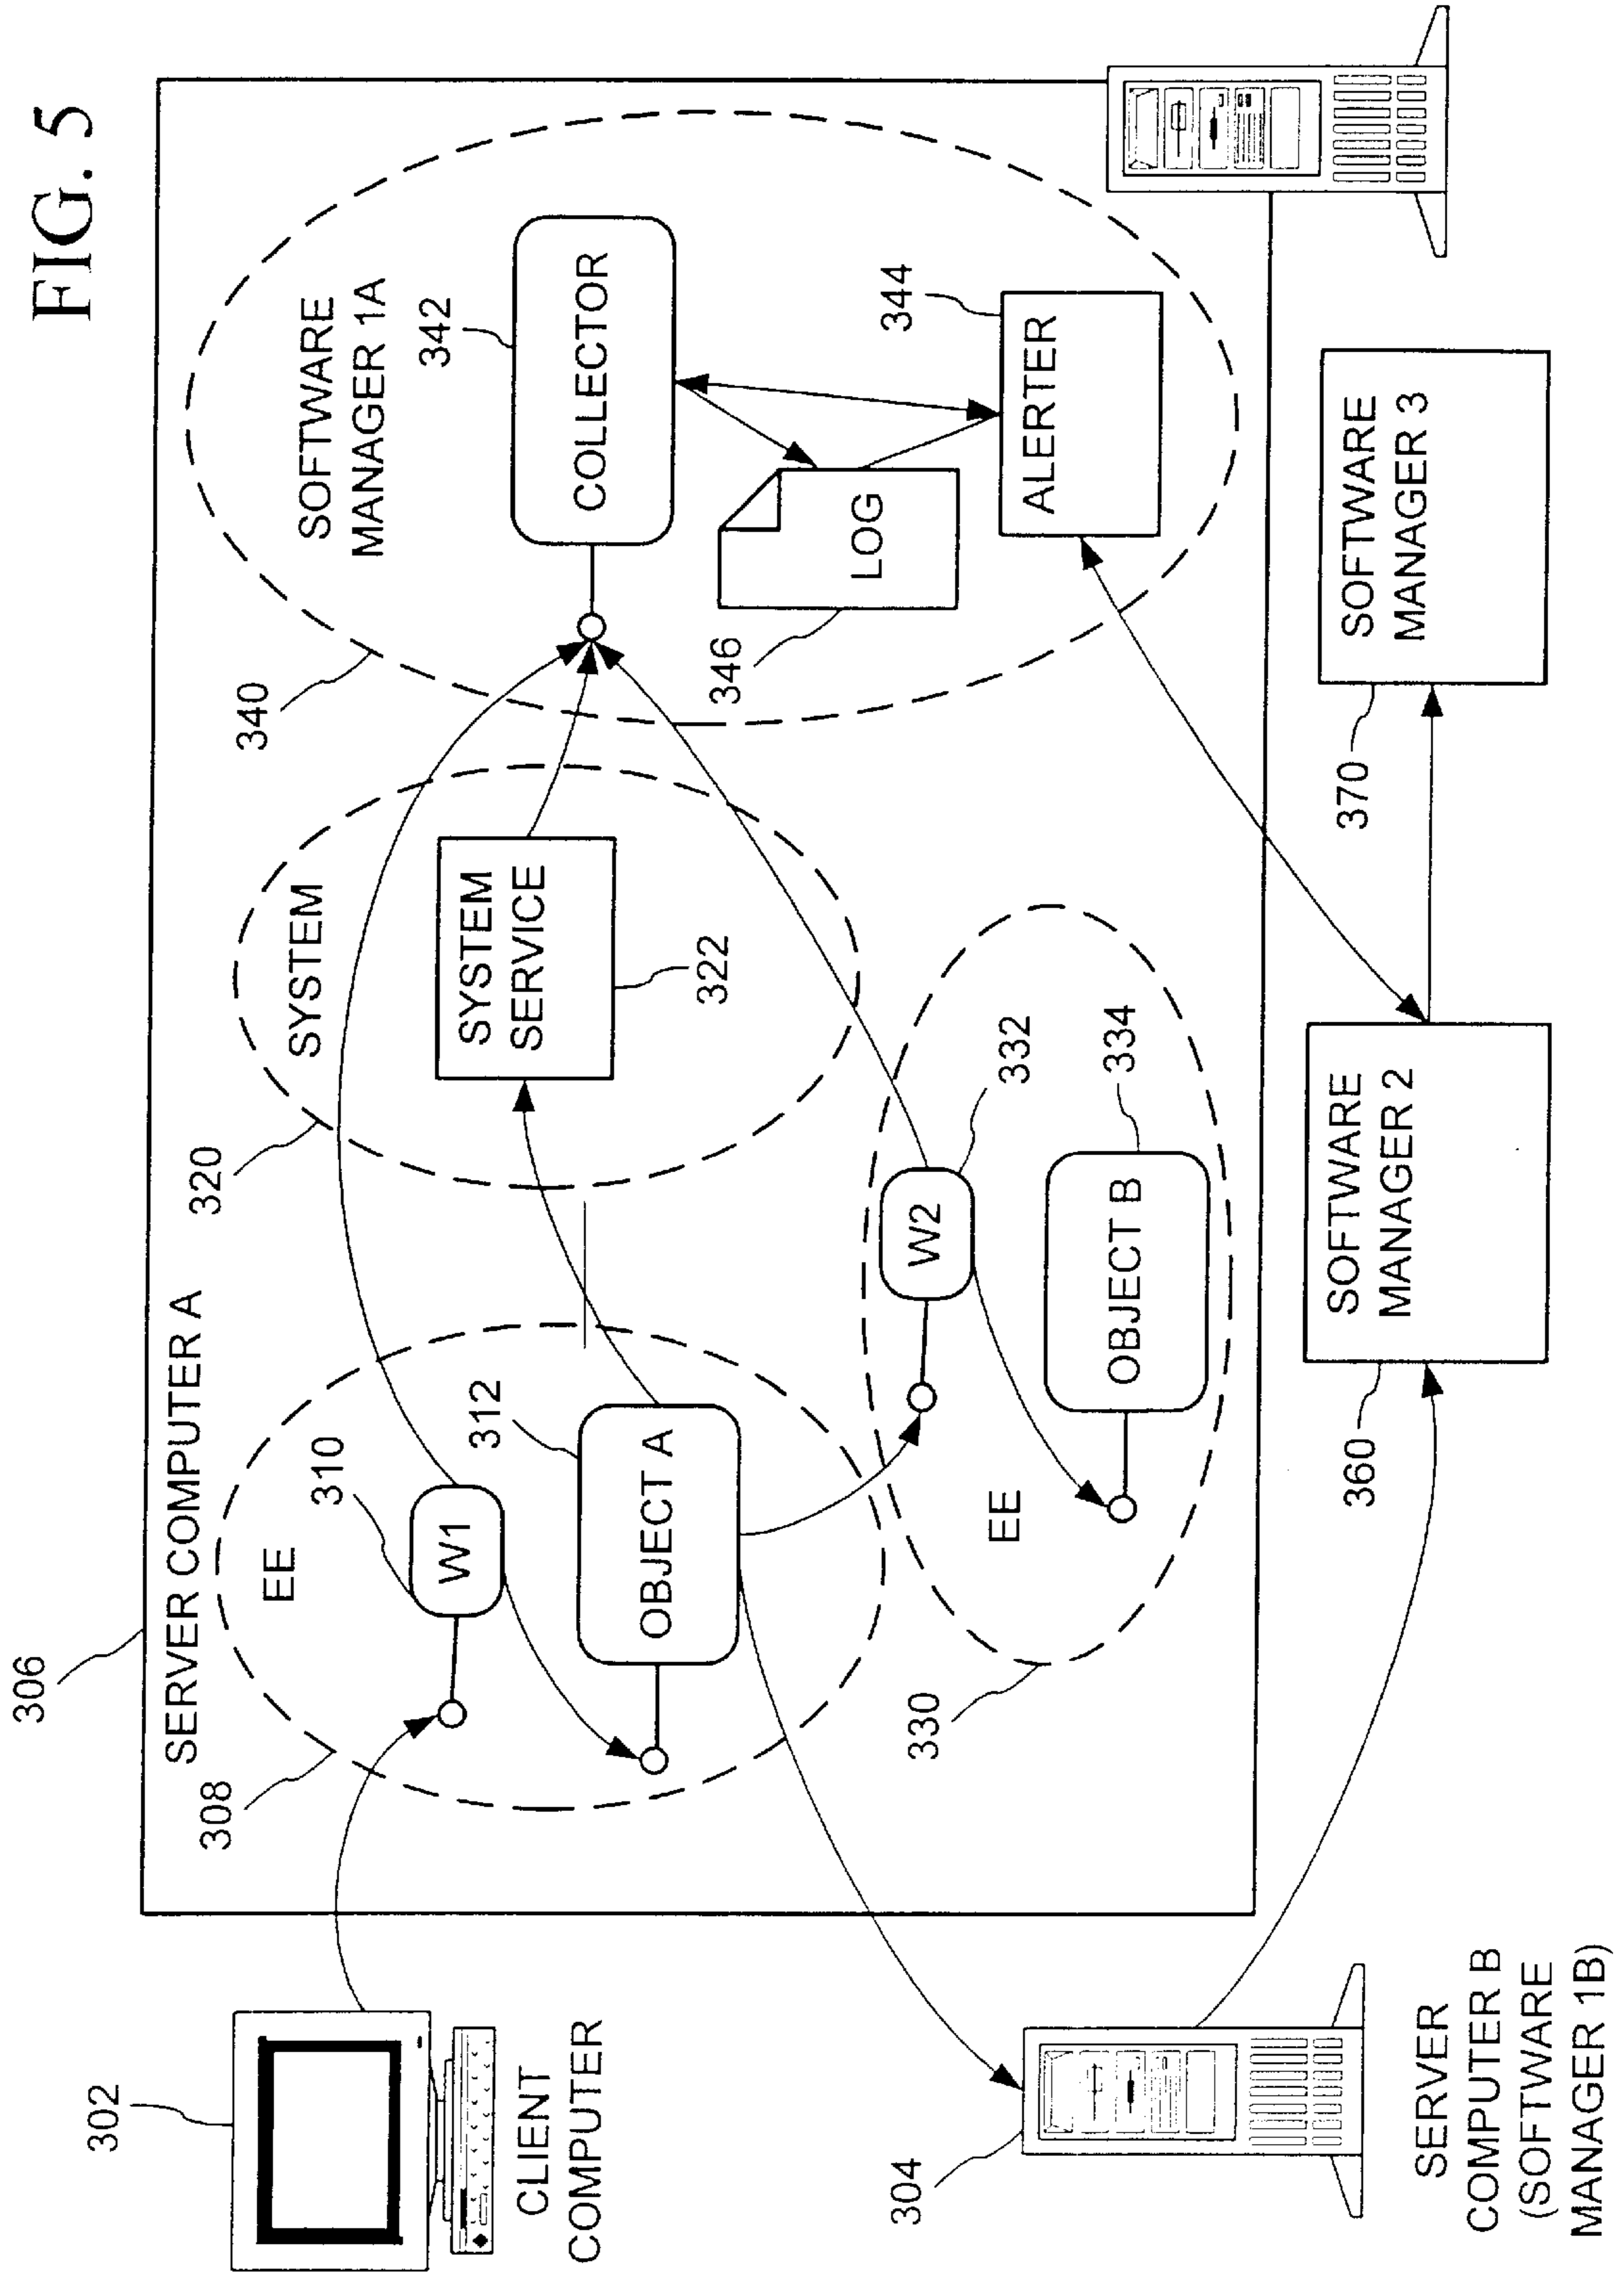 FIG. 5
306
SERVER COMPUTER A
302
CLIENT
COMPUTER
308
EE
310
W1
312
OBJECT A
320
SYSTEM
SYSTEM
SERVICE
322
340
SOFTWARE
MANAGER 1A
342
COLLECTOR
346
LOG
344
ALERTER
330
EE
W2
332
OBJECT B
334
304
SERVER
COMPUTER B
(SOFTWARE
MANAGER 1B)
360
SOFTWARE
MANAGER 2
370
SOFTWARE
MANAGER 3